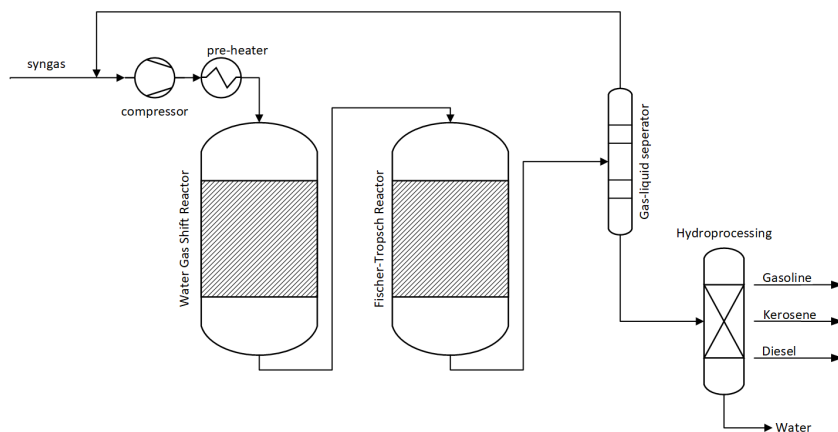 syngas
pre-heater
compressor
Water Gas Shift Reactor
Fischer-Tropsch Reactor
Gas-liquid seperator
Hydroprocessing
Gasoline
Kerosene
Diesel
Water